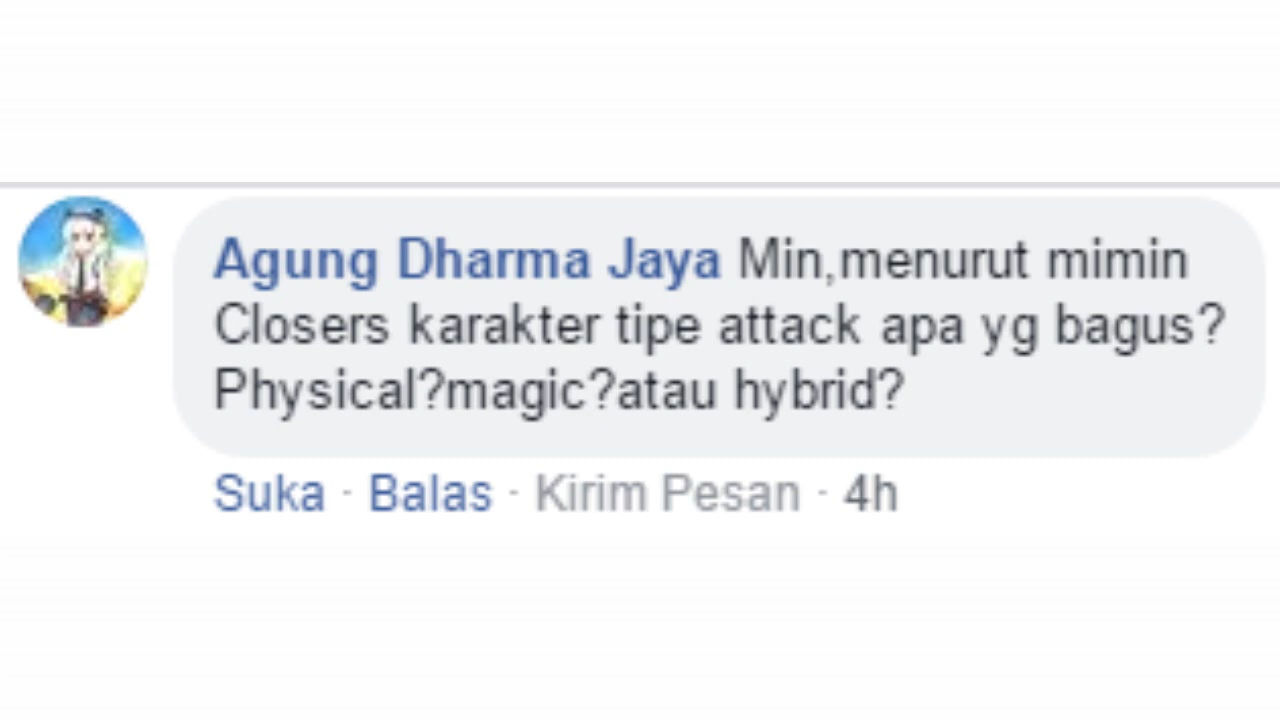 Agung Dharma Jaya Min,menurut mimin
Closers karakter tipe attack apa yg bagus?
Physical?magic?atau hybrid?
Suka · Balas · Kirim Pesan · 4h